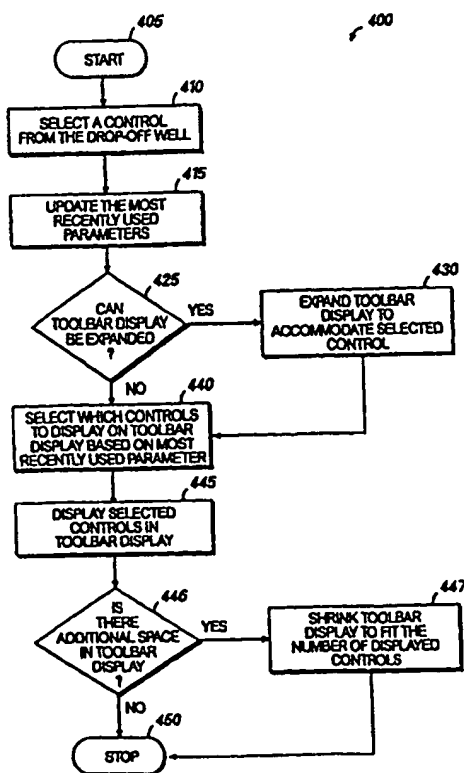 400
405
START
410
SELECT A CONTROL
FROM THE DROP-OFF WELL
415
UPDATE THE MOST
RECENTLY USED
PARAMETERS
425
CAN
TOOLBAR DISPLAY
BE EXPANDED
?
YES
430
EXPAND TOOLBAR
DISPLAY TO
ACCOMMODATE SELECTED
CONTROL
NO
440
SELECT WHICH CONTROLS
TO DISPLAY ON TOOLBAR
DISPLAY BASED ON MOST
RECENTLY USED PARAMETER
445
DISPLAY SELECTED
CONTROLS IN
TOOLBAR DISPLAY
446
IS
THERE
ADDITIONAL SPACE
IN TOOLBAR
DISPLAY
?
YES
447
SHRINK TOOLBAR
DISPLAY TO FIT THE
NUMBER OF DISPLAYED
CONTROLS
NO
450
STOP